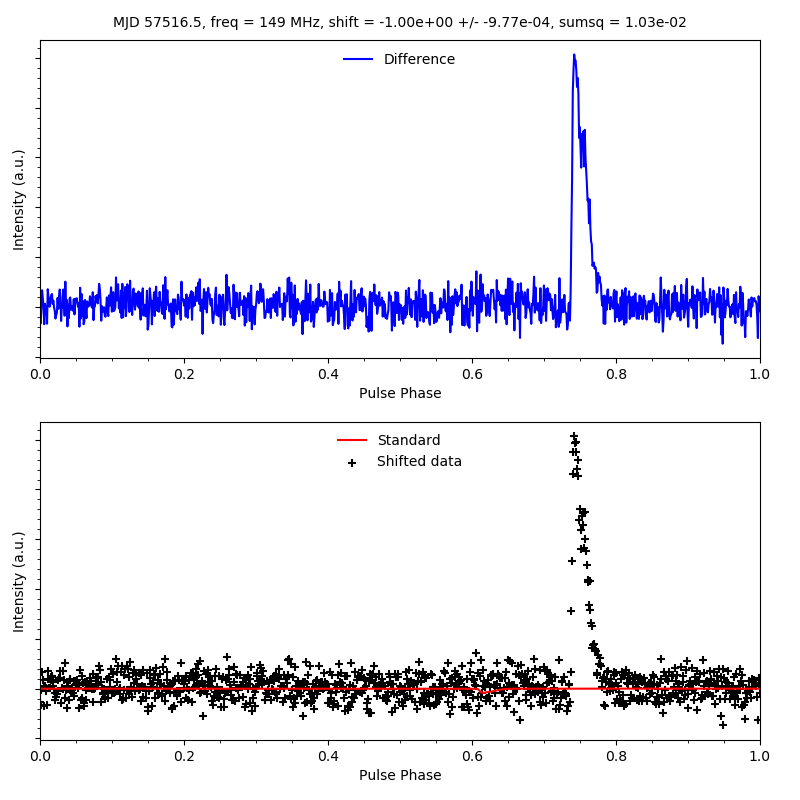 MJD 57516.5, freq = 149 MHz, shift = -1.00e+00 +/- -9.77e-04, sumsq = 1.03e-02
Difference
Intensity (a.u.)
0.0 0.2 0.4 0.6 0.8 1.0
Pulse Phase
Standard
Shifted data
Intensity (a.u.)
0.0 0.2 0.4 0.6 0.8 1.0
Pulse Phase